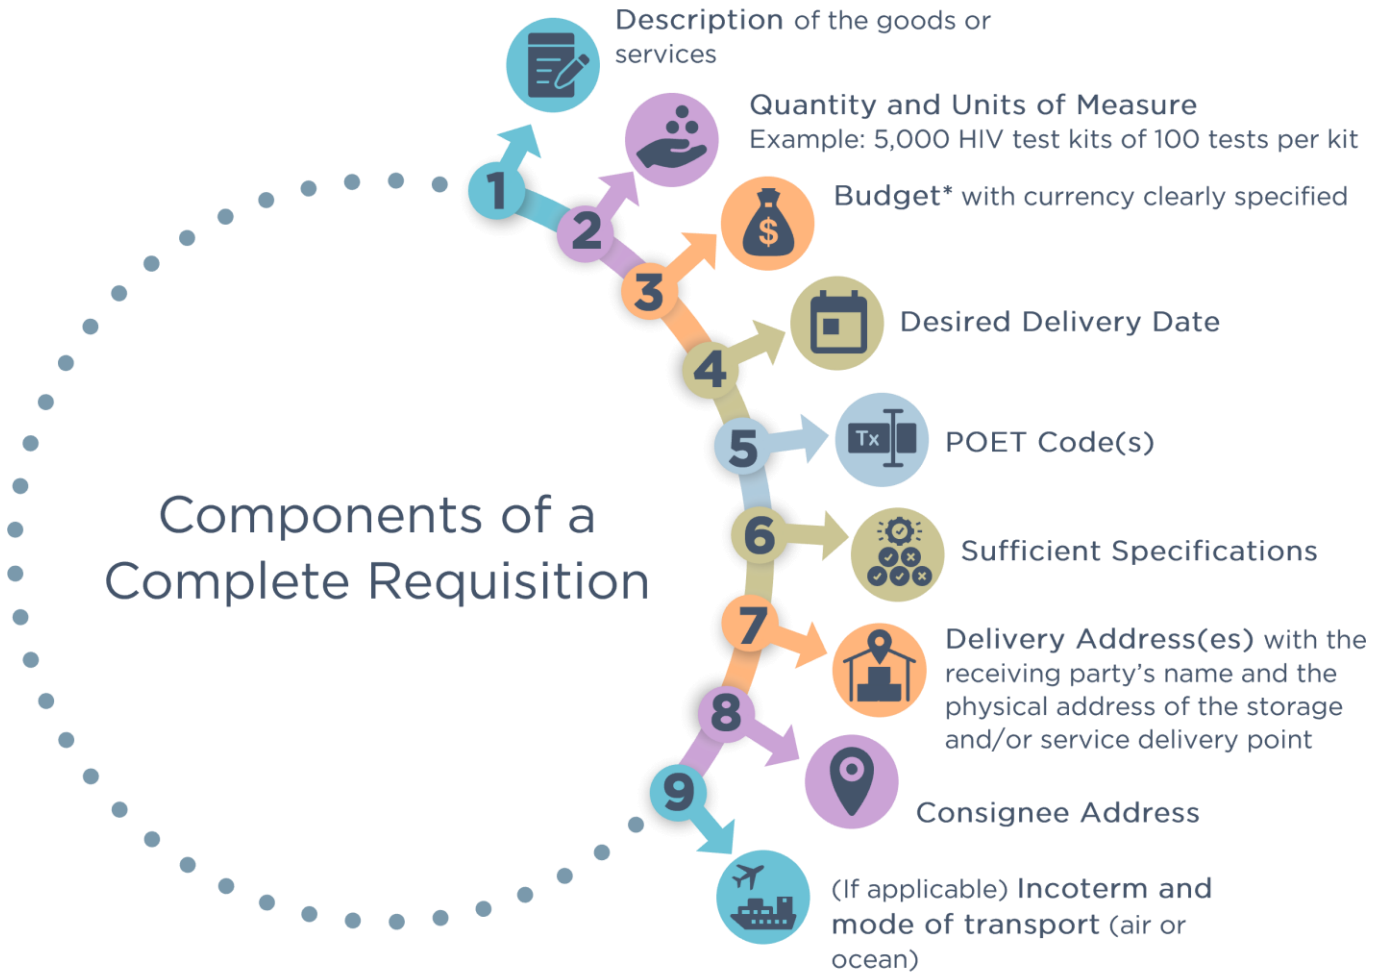 Description of the goods or
services
Quantity and Units of Measure
Example: 5,000 HIV test kits of 100 tests per kit
Budget* with currency clearly specified
Desired Delivery Date
POET Code(s)
Sufficient Specifications
Delivery Address(es) with the
receiving party’s name and the
physical address of the storage
and/or service delivery point
Consignee Address
(If applicable) Incoterm and
mode of transport (air or
ocean)
1
2
3
$
4
5
Tx
6
7
8
9
Components of a
Complete Requisition